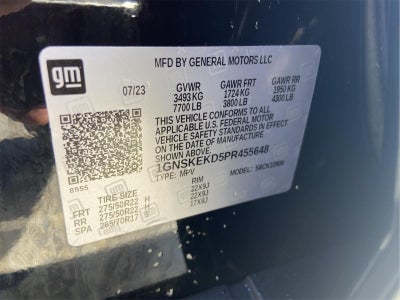 gm
MFD BY GENERAL MOTORS LLC
07/23 GVWR GAWR FRT GAWR RR
3493 KG 1724 KG 1950 KG
7700 LB 3800 LB 4300 LB
THIS VEHICLE CONFORMS TO ALL
APPLICABLE U.S. FEDERAL MOTOR
VEHICLE SAFETY STANDARDS IN
EFFECT ON THE DATE OF
MANUFACTURE SHOWN ABOVE.
1GNSKEKD5PR455648
TYPE: MPV MODEL:
8555
TIRE SIZE RIM
FRT 275/50R22 H 22X9J
RR 275/50R22 H 22X9J
SPA 265/70R17 17X8J